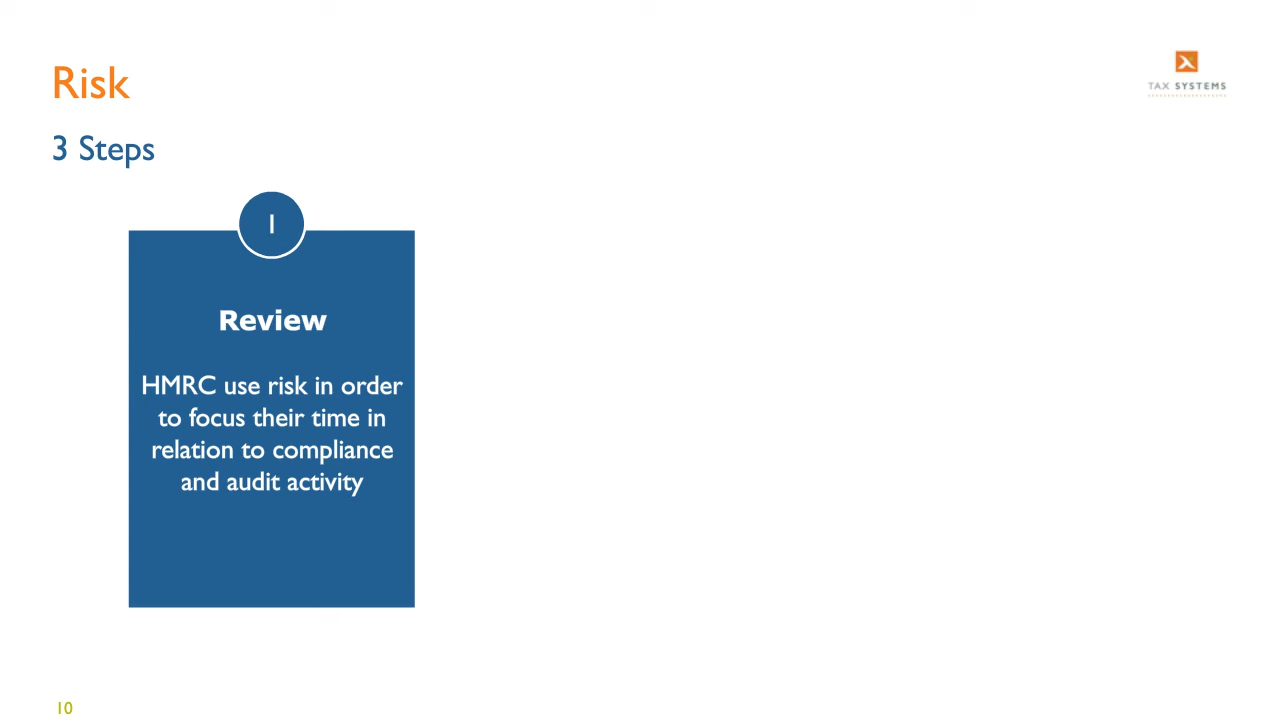 Risk
TAX SYSTEMS
3 Steps
1
Review
HMRC use risk in order
to focus their time in
relation to compliance
and audit activity
10